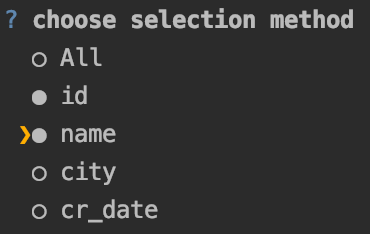 ? choose selection method
○ All
● id
❯● name
○ city
○ cr_date